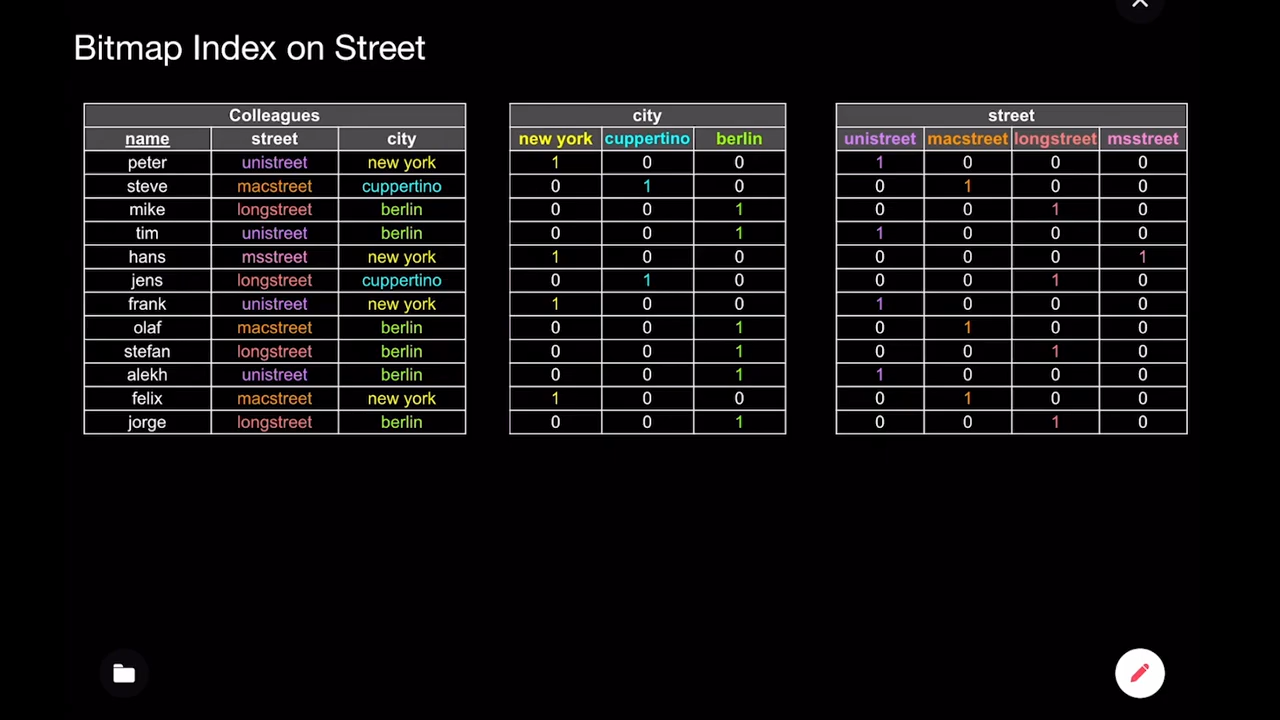 Bitmap Index on Street
Colleagues city street
name street city new york cuppertino berlin unistreet macstreet longstreet msstreet
peter unistreet new york 1 0 0 1 0 0 0
steve macstreet cuppertino 0 1 0 0 1 0 0
mike longstreet berlin 0 0 1 0 0 1 0
tim unistreet berlin 0 0 1 1 0 0 0
hans msstreet new york 1 0 0 0 0 0 1
jens longstreet cuppertino 0 1 0 0 0 1 0
frank unistreet new york 1 0 0 1 0 0 0
olaf macstreet berlin 0 0 1 0 1 0 0
stefan longstreet berlin 0 0 1 0 0 1 0
alekh unistreet berlin 0 0 1 1 0 0 0
felix macstreet new york 1 0 0 0 1 0 0
jorge longstreet berlin 0 0 1 0 0 1 0